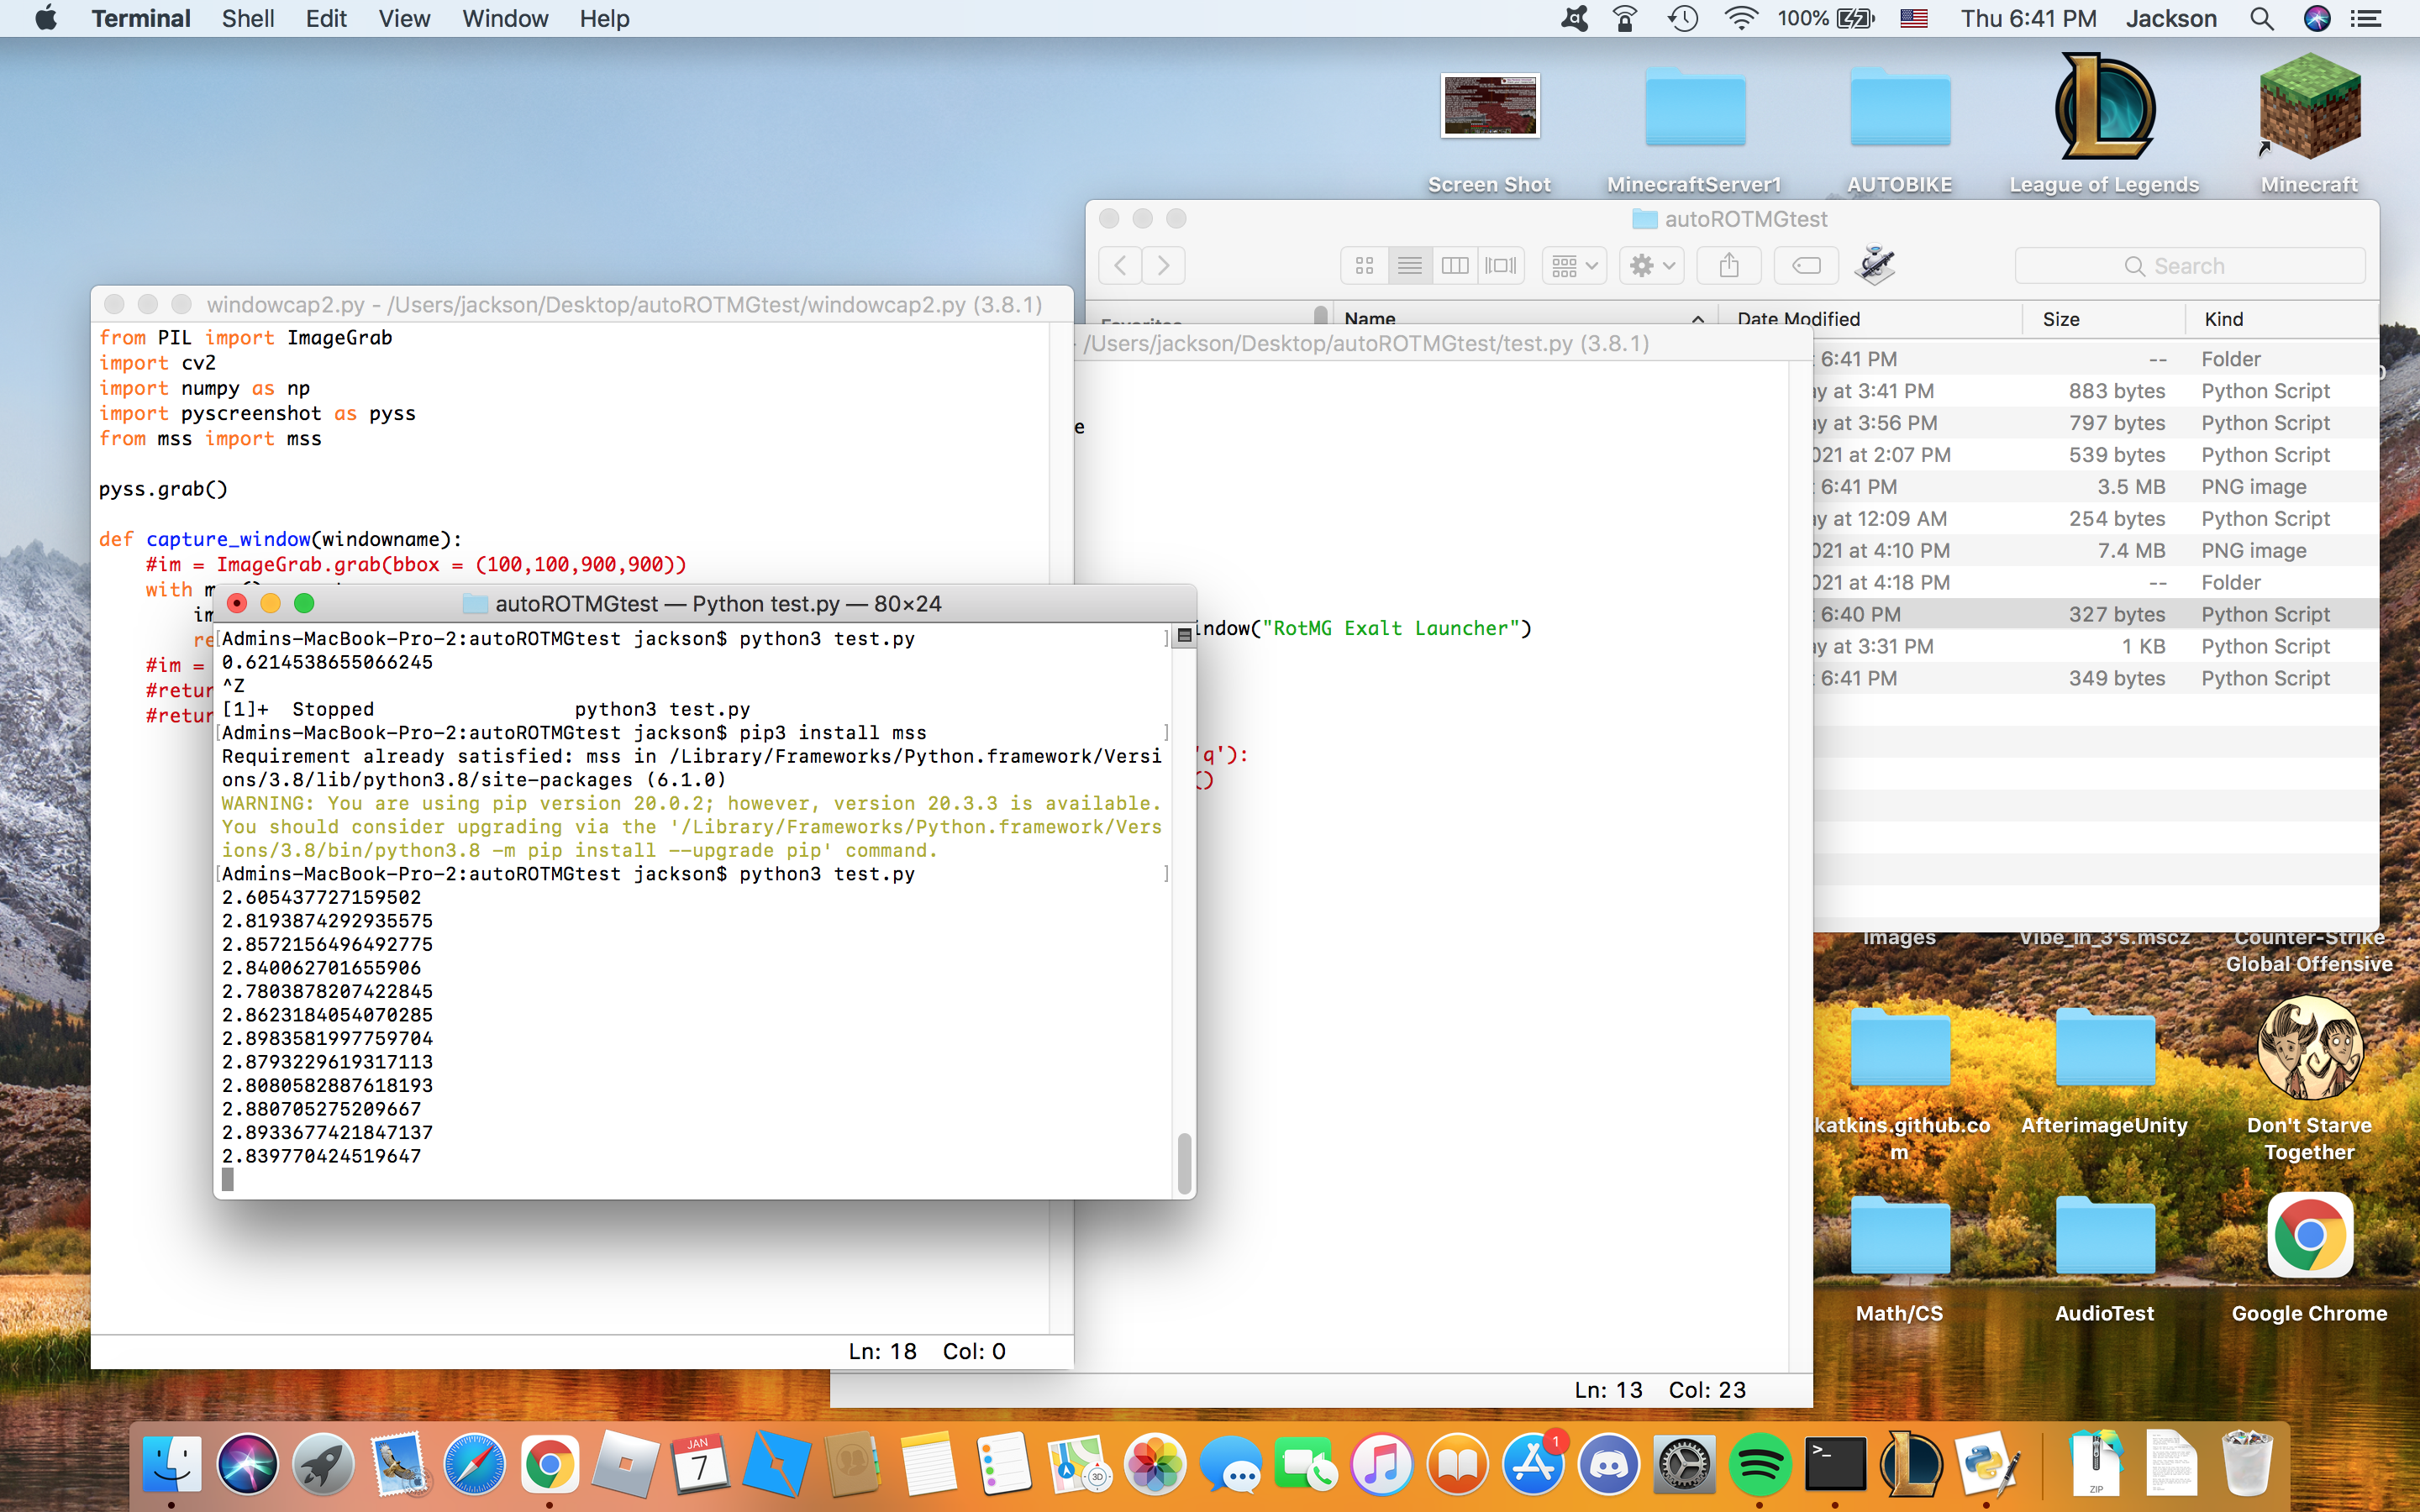 Terminal Shell Edit View Window Help 100% Thu 6:41 PM Jackson
Screen Shot MinecraftServer1 AUTOBIKE League of Legends Minecraft
autoROTMGtest
Search
Name Date Modified Size Kind
6:41 PM -- Folder
at 3:41 PM 883 bytes Python Script
at 3:56 PM 797 bytes Python Script
at 2:07 PM 539 bytes Python Script
6:41 PM 3.5 MB PNG image
at 12:09 AM 254 bytes Python Script
at 4:10 PM 7.4 MB PNG image
at 4:18 PM -- Folder
6:40 PM 327 bytes Python Script
at 3:31 PM 1 KB Python Script
6:41 PM 349 bytes Python Script
windowcap2.py - /Users/jackson/Desktop/autoROTMGtest/windowcap2.py (3.8.1)
from PIL import ImageGrab
import cv2
import numpy as np
import pyscreenshot as pyss
from mss import mss
pyss.grab()
def capture_window(windowname):
#im = ImageGrab.grab(bbox = (100,100,900,900))
with
#im =
#retur
#retur
Ln: 18 Col: 0
/Users/jackson/Desktop/autoROTMGtest/test.py (3.8.1)
e
indow("RotMG Exalt Launcher")
'q'):
()
Ln: 13 Col: 23
autoROTMGtest — Python test.py — 80×24
[Admins-MacBook-Pro-2:autoROTMGtest jackson$ python3 test.py ]
0.6214538655066245
^Z
[1]+ Stopped python3 test.py
[Admins-MacBook-Pro-2:autoROTMGtest jackson$ pip3 install mss ]
Requirement already satisfied: mss in /Library/Frameworks/Python.framework/Versi
ons/3.8/lib/python3.8/site-packages (6.1.0)
WARNING: You are using pip version 20.0.2; however, version 20.3.3 is available.
You should consider upgrading via the '/Library/Frameworks/Python.framework/Vers
ions/3.8/bin/python3.8 -m pip install --upgrade pip' command.
[Admins-MacBook-Pro-2:autoROTMGtest jackson$ python3 test.py ]
2.605437727159502
2.8193874292935575
2.8572156496492775
2.840062701655906
2.7803878207422845
2.8623184054070285
2.8983581997759704
2.8793229619317113
2.8080582887618193
2.880705275209667
2.8933677421847137
2.839770424519647
Images Vibe_in_3's.mscz Counter-Strike
Global Offensive
katkins.github.co
m
AfterimageUnity
Don't Starve
Together
Math/CS AudioTest Google Chrome
JAN
7
3D
1
ZIP